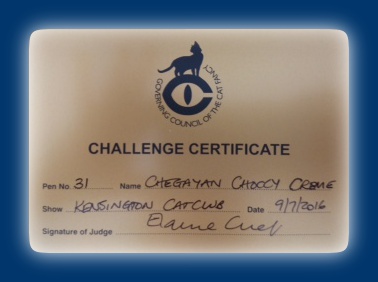 GOVERNING COUNCIL OF THE CAT FANCY
CHALLENGE CERTIFICATE
Pen No. 31 Name CHEGAYAN CHOCCY CREME
Show KENSINGTON CATCLUB Date 9/7/2016
Signature of Judge Elaine